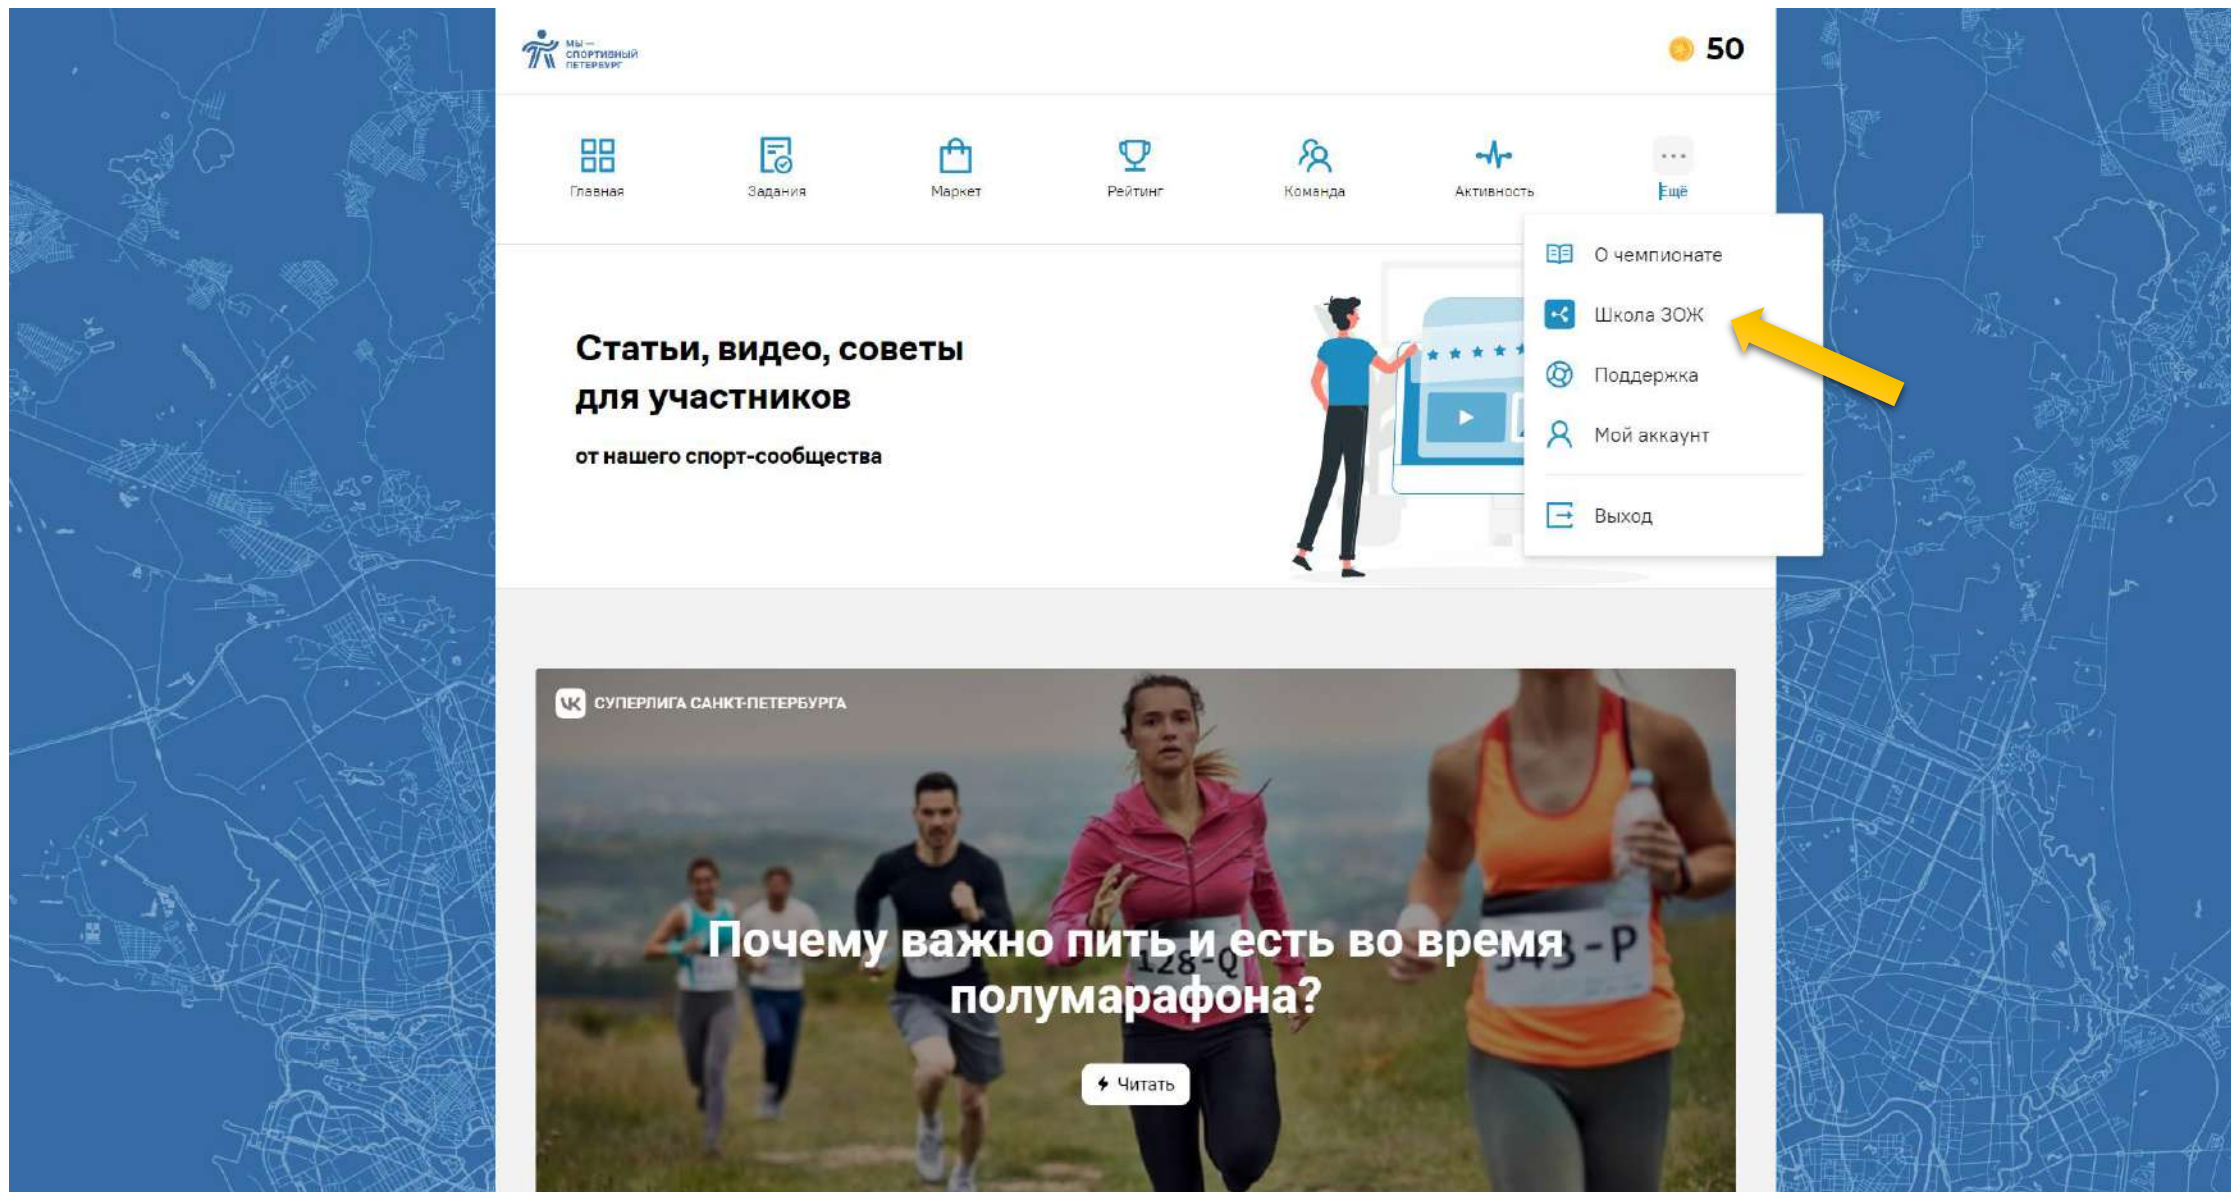 МЫ —
СПОРТИВНЫЙ
ПЕТЕРБУРГ
50
Главная
Задания
Маркет
Рейтинг
Команда
Активность
Ещё
О чемпионате
Школа ЗОЖ
Поддержка
Мой аккаунт
Выход
Статьи, видео, советы
для участников
от нашего спорт-сообщества
СУПЕРЛИГА САНКТ-ПЕТЕРБУРГА
Почему важно пить и есть во время
полумарафона?
128-Q
543-P
Читать